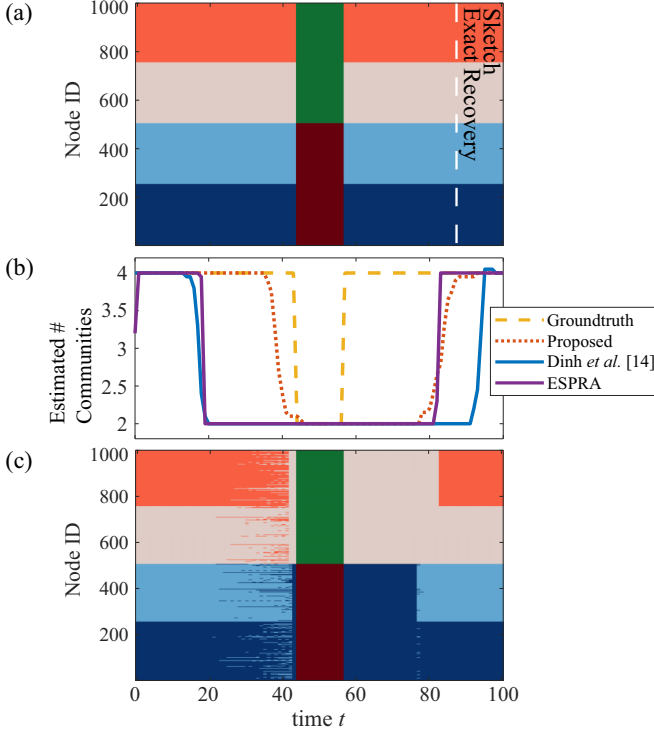 (a)
1000
800
600
400
200
Node ID
Sketch
Exact Recovery
(b)
4
3.5
3
2.5
2
Estimated #
Communities
Groundtruth
Proposed
Dinh et al. [14]
ESPRA
(c)
1000
800
600
400
200
Node ID
0 20 40 60 80 100
time t